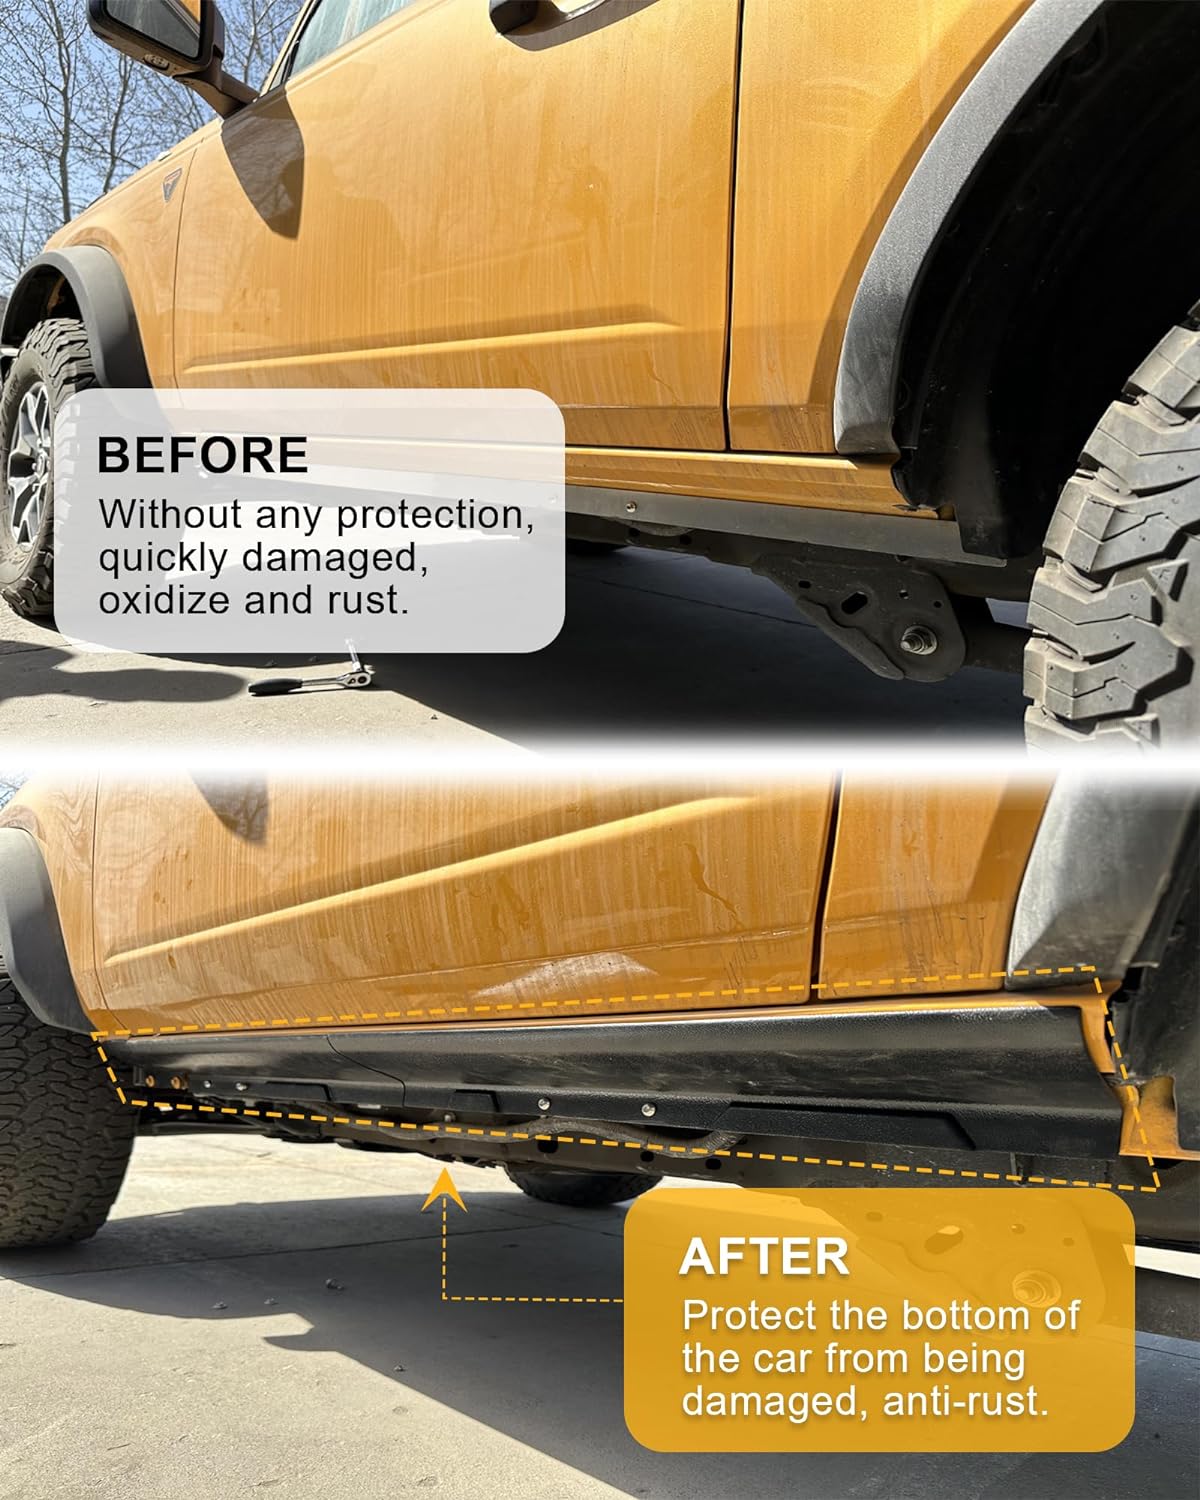 BEFORE
Without any protection,
quickly damaged,
oxidize and rust.
AFTER
Protect the bottom of
the car from being
damaged, anti-rust.